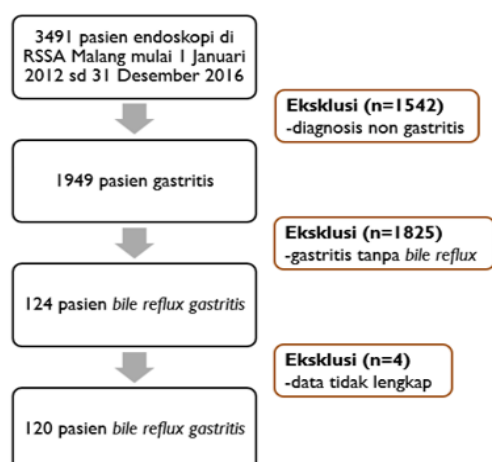 3491 pasien endoskopi di
RSSA Malang mulai 1 Januari
2012 sd 31 Desember 2016
Eksklusi (n=1542)
-diagnosis non gastritis
1949 pasien gastritis
Eksklusi (n=1825)
-gastritis tanpa bile reflux
124 pasien bile reflux gastritis
Eksklusi (n=4)
-data tidak lengkap
120 pasien bile reflux gastritis